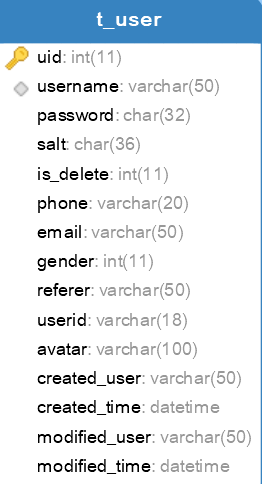 t_user
uid: int(11)
username: varchar(50)
password: char(32)
salt: char(36)
is_delete: int(11)
phone: varchar(20)
email: varchar(50)
gender: int(11)
referer: varchar(50)
userid: varchar(18)
avatar: varchar(100)
created_user: varchar(50)
created_time: datetime
modified_user: varchar(50)
modified_time: datetime